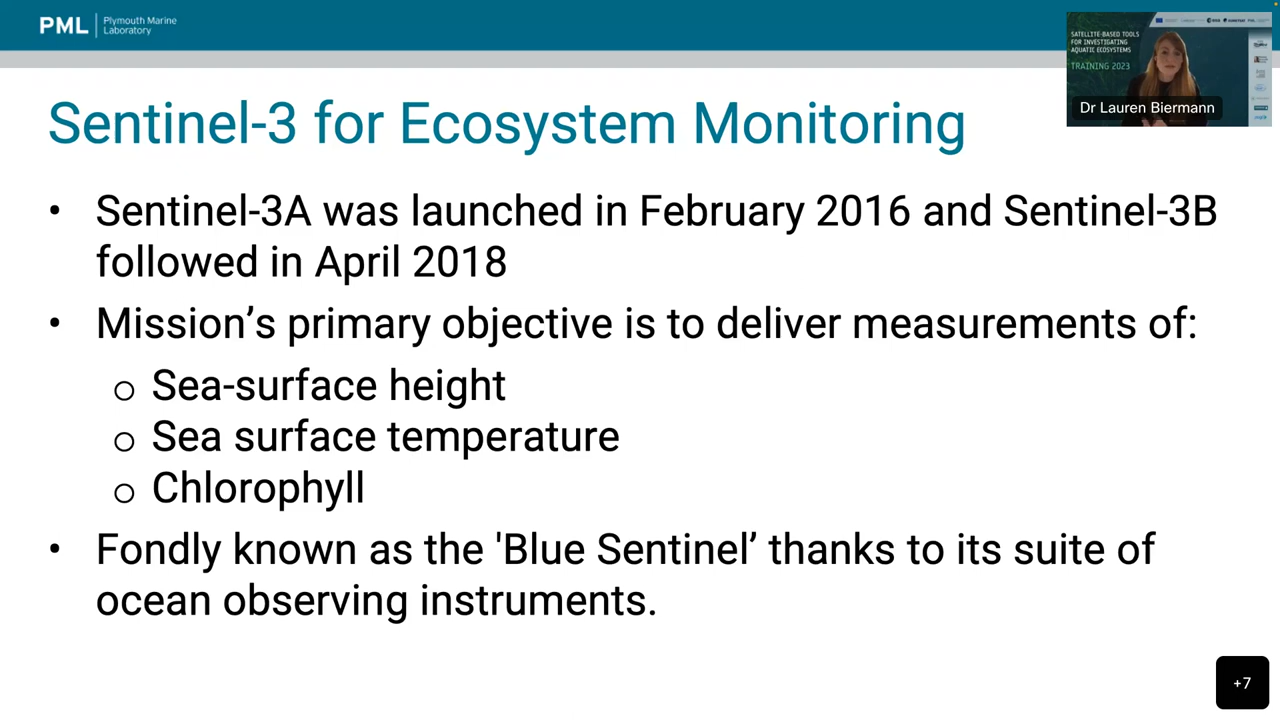 PML
Plymouth Marine
Laboratory
SATELLITE-BASED TOOLS
FOR INVESTIGATING
AQUATIC ECOSYSTEMS
TRAINING 2023
Dr Lauren Biermann
Sentinel-3 for Ecosystem Monitoring
• Sentinel-3A was launched in February 2016 and Sentinel-3B
followed in April 2018
• Mission’s primary objective is to deliver measurements of:
o Sea-surface height
o Sea surface temperature
o Chlorophyll
• Fondly known as the 'Blue Sentinel’ thanks to its suite of
ocean observing instruments.
+7